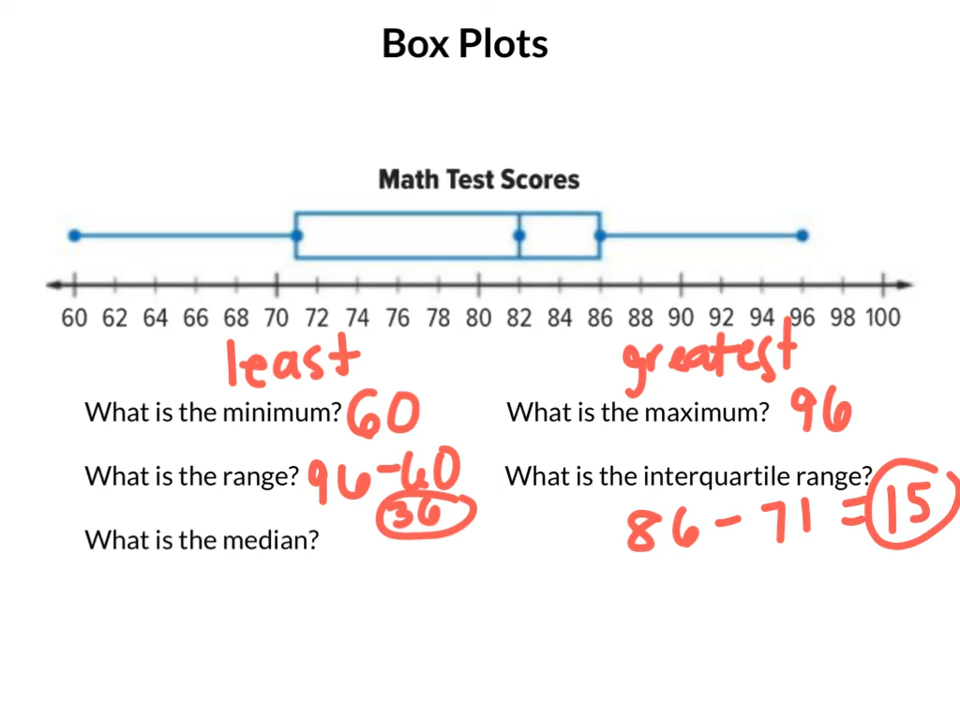 Box Plots
Math Test Scores
60 62 64 66 68 70 72 74 76 78 80 82 84 86 88 90 92 94 96 98 100
least
greatest
What is the minimum? 60
What is the maximum? 96
What is the range? 96-60
36
What is the interquartile range?
86 - 71 = 15
What is the median?